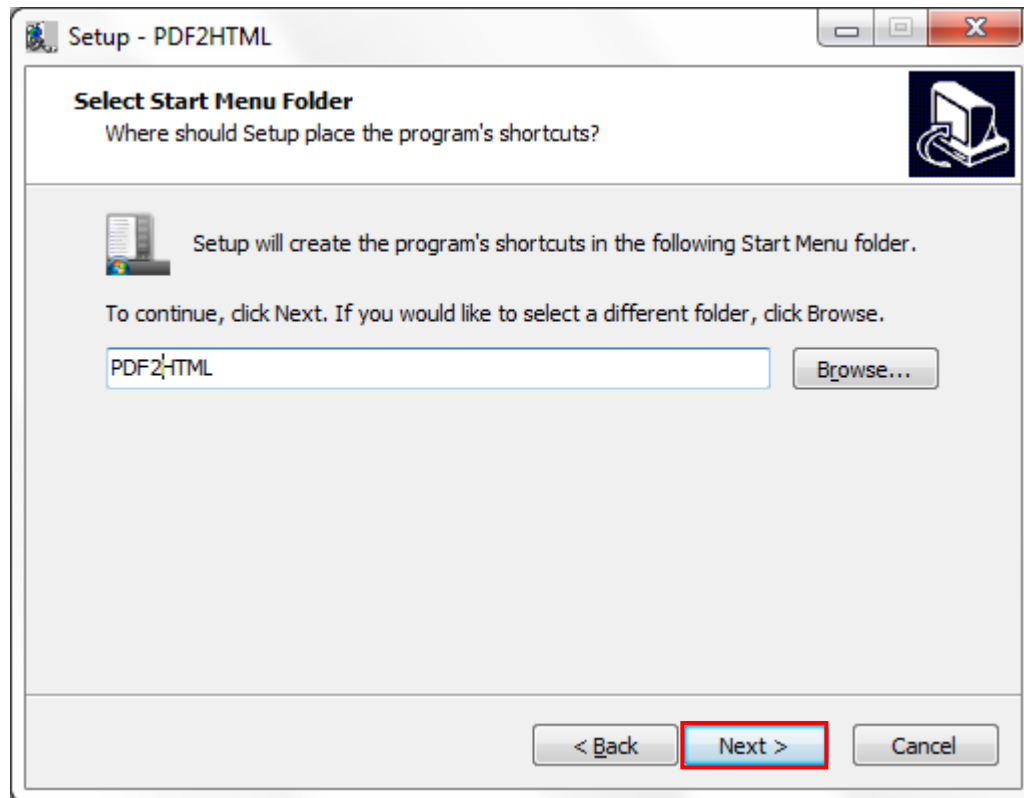 Setup - PDF2HTML
Select Start Menu Folder
Where should Setup place the program's shortcuts?
Setup will create the program's shortcuts in the following Start Menu folder.
To continue, click Next. If you would like to select a different folder, click Browse.
PDF2HTML
Browse...
< Back
Next >
Cancel